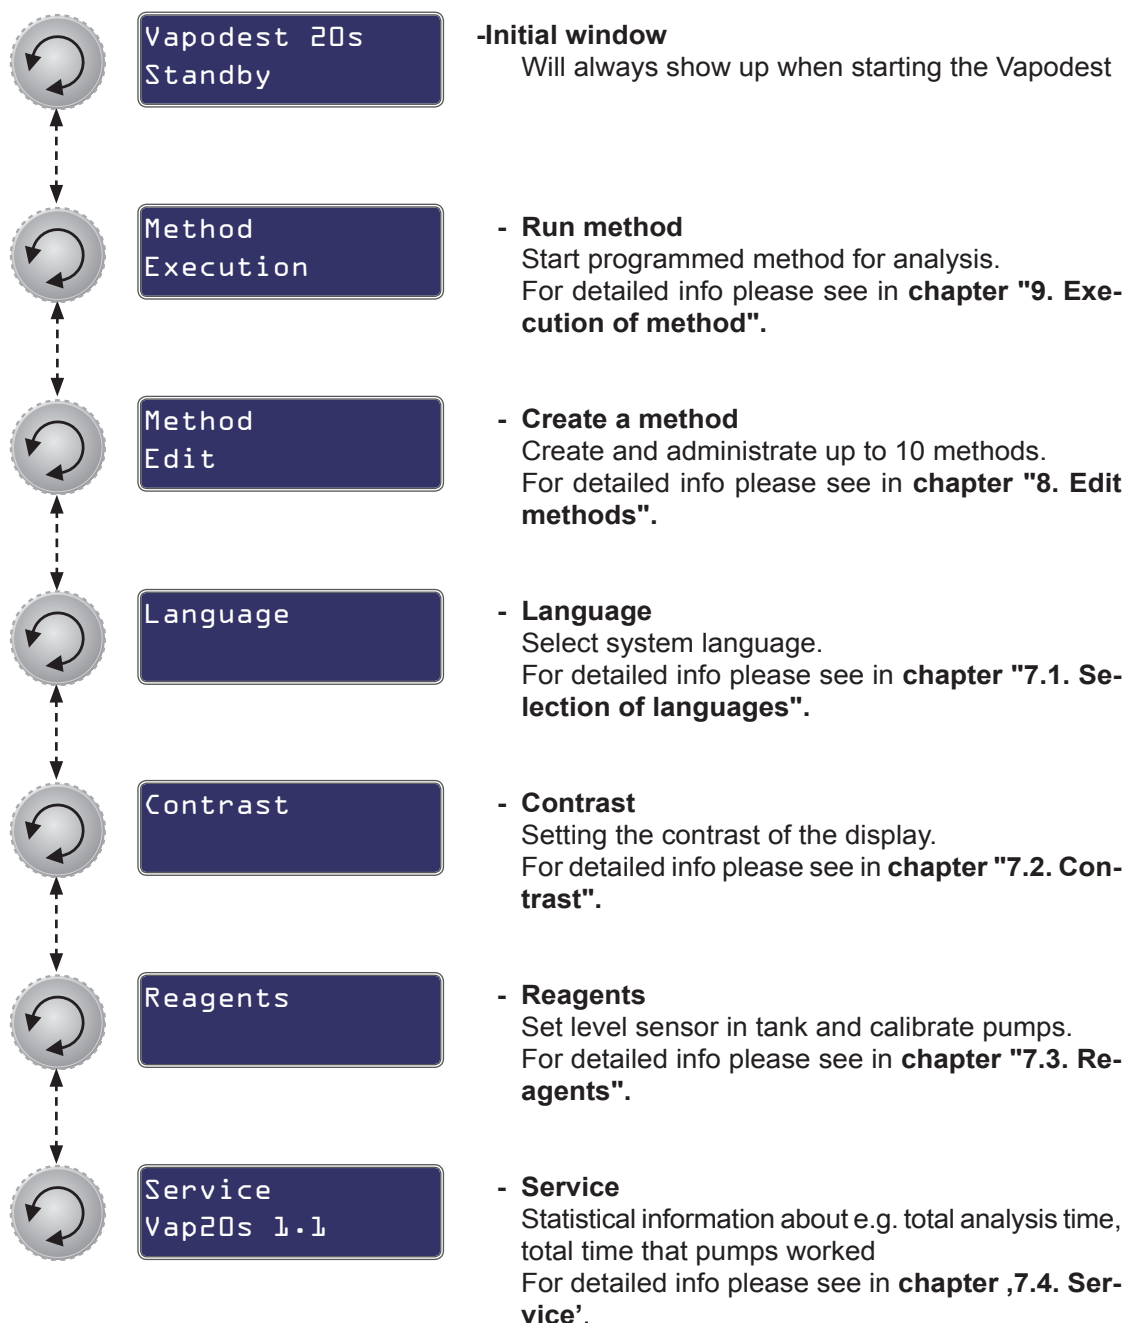 Vapodest 20s
Standby
-Initial window
Will always show up when starting the Vapodest
Method
Execution
- Run method
Start programmed method for analysis.
For detailed info please see in chapter "9. Exe-
cution of method".
Method
Edit
- Create a method
Create and administrate up to 10 methods.
For detailed info please see in chapter "8. Edit
methods".
Language
- Language
Select system language.
For detailed info please see in chapter "7.1. Se-
lection of languages".
Contrast
- Contrast
Setting the contrast of the display.
For detailed info please see in chapter "7.2. Con-
trast".
Reagents
- Reagents
Set level sensor in tank and calibrate pumps.
For detailed info please see in chapter "7.3. Re-
agents".
Service
Vap20s 1.1
- Service
Statistical information about e.g. total analysis time,
total time that pumps worked
For detailed info please see in chapter ‚7.4. Ser-
vice’.